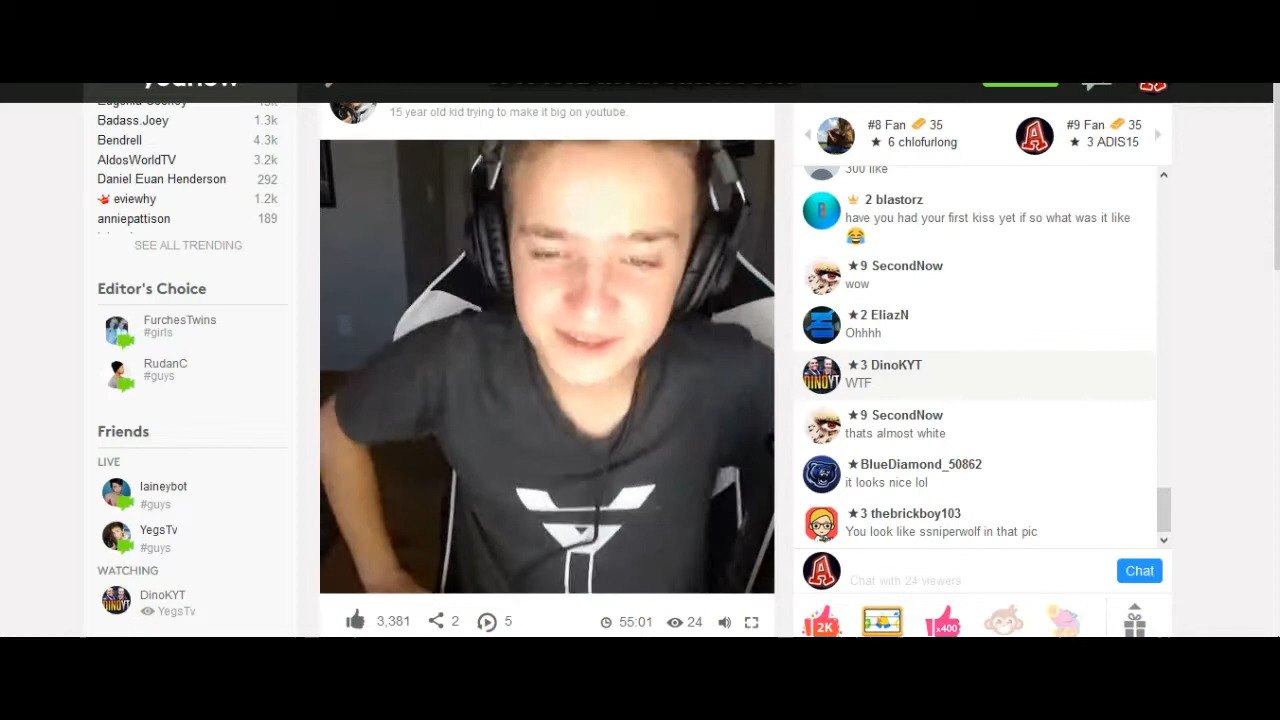 younow
Eugenia Cooney 13k
Badass.Joey 1.3k
Bendrell 4.3k
AldosWorldTV 3.2k
Daniel Euan Henderson 292
eviewhy 1.2k
anniepattison 189
SEE ALL TRENDING
Editor's Choice
FurchesTwins
#girls
RudanC
#guys
Friends
LIVE
laineybot
#guys
YegsTv
#guys
WATCHING
DinoKYT
YegsTv
15 year old kid trying to make it big on youtube.
3,381 2 5 55:01 24
#8 Fan 35
★ 6 chlofurlong
#9 Fan 35
★ 3 ADIS15
300 like
2 blastorz
have you had your first kiss yet if so what was it like
★9 SecondNow
wow
★2 EliazN
Ohhhh
DINOYT
★3 DinoKYT
WTF
★9 SecondNow
thats almost white
★BlueDiamond_50862
it looks nice lol
★3 thebrickboy103
You look like ssniperwolf in that pic
Chat with 24 viewers
Chat
2K
x400